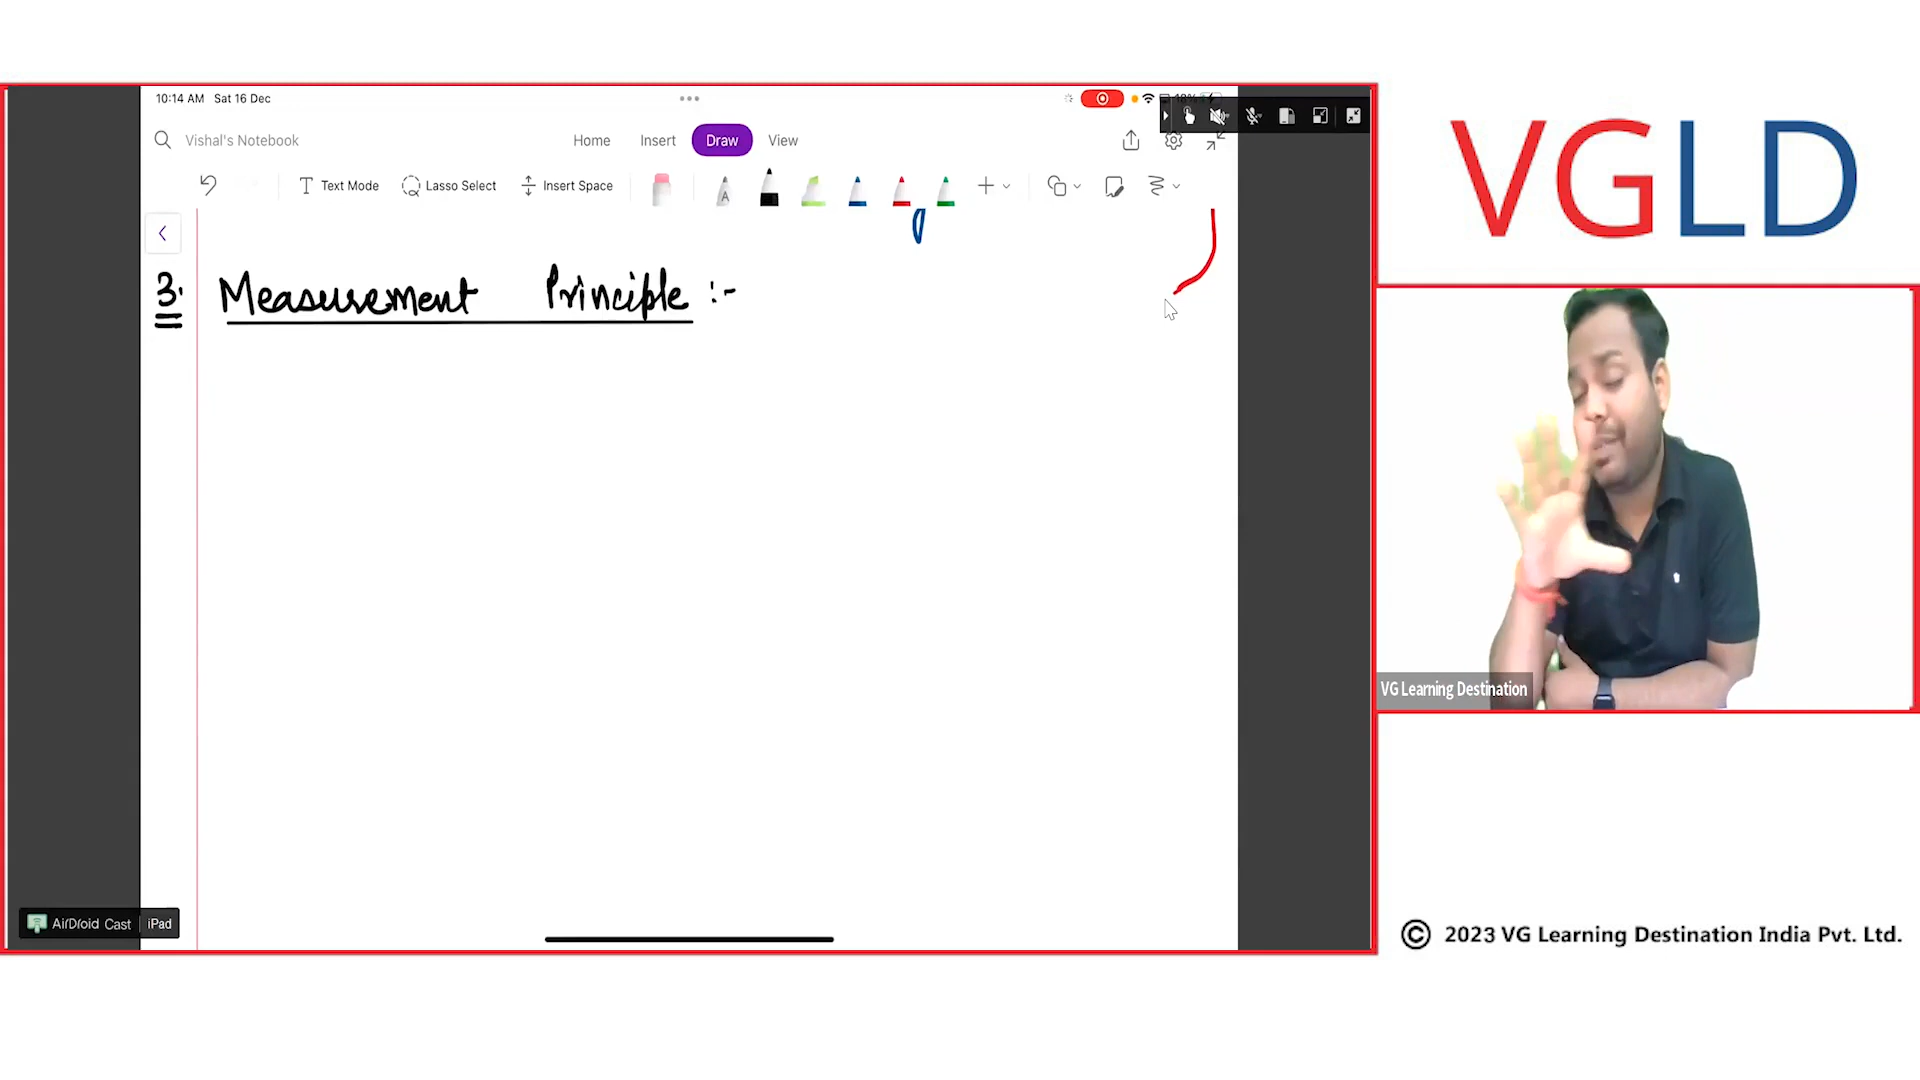 10:14 AM Sat 16 Dec
18%
Vishal's Notebook
Home Insert Draw View
Text Mode Lasso Select Insert Space
3. Measurement Principle :-
VGLD
VG Learning Destination
AirDroid Cast iPad
© 2023 VG Learning Destination India Pvt. Ltd.